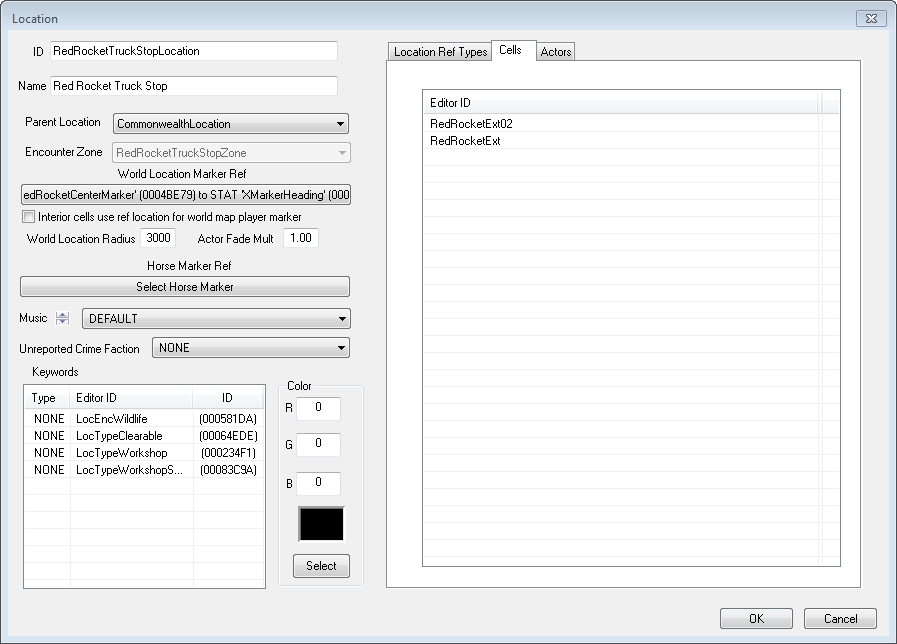 Location
ID RedRocketTruckStopLocation
Name Red Rocket Truck Stop
Parent Location CommonwealthLocation
Encounter Zone RedRocketTruckStopZone
World Location Marker Ref
edRocketCenterMarker' (0004BE79) to STAT 'XMarkerHeading' (000
Interior cells use ref location for world map player marker
World Location Radius 3000 Actor Fade Mult 1.00
Horse Marker Ref
Select Horse Marker
Music DEFAULT
Unreported Crime Faction NONE
Keywords
Type Editor ID ID
NONE LocEncWildlife (000581DA)
NONE LocTypeClearable (00064EDE)
NONE LocTypeWorkshop (000234F1)
NONE LocTypeWorkshopS... (00083C9A)
Color
R 0
G 0
B 0
Select
Location Ref Types Cells Actors
Editor ID
RedRocketExt02
RedRocketExt
OK Cancel